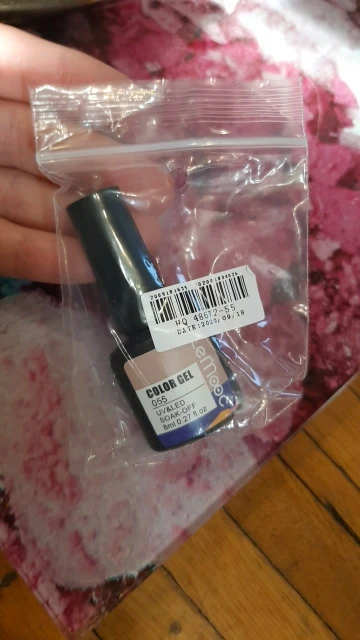 HQ 48672-55
DATE:2020/09/18
COLOR GEL
055
UV&LED
SOAK-OFF
8ml 0.27 fl.oz